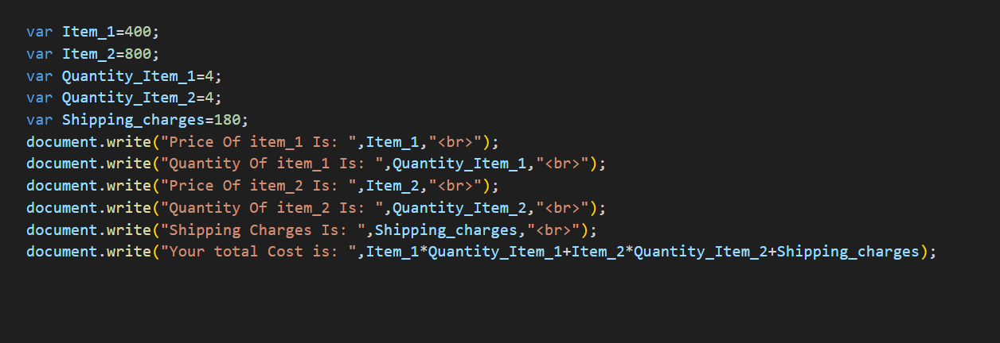 var Item_1=400;
var Item_2=800;
var Quantity_Item_1=4;
var Quantity_Item_2=4;
var Shipping_charges=180;
document.write("Price Of item_1 Is: ",Item_1,"<br>");
document.write("Quantity Of item_1 Is: ",Quantity_Item_1,"<br>");
document.write("Price Of item_2 Is: ",Item_2,"<br>");
document.write("Quantity Of item_2 Is: ",Quantity_Item_2,"<br>");
document.write("Shipping Charges Is: ",Shipping_charges,"<br>");
document.write("Your total Cost is: ",Item_1*Quantity_Item_1+Item_2*Quantity_Item_2+Shipping_charges);